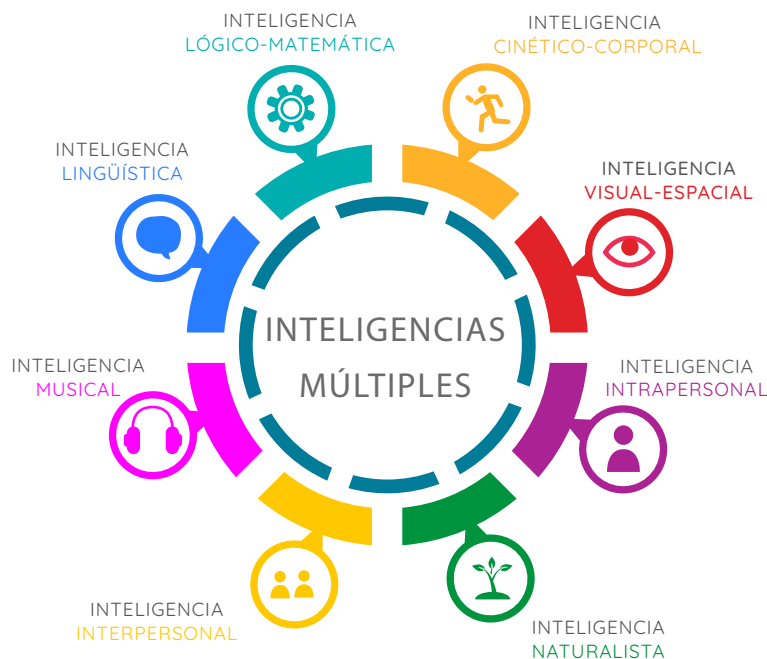 INTELIGENCIA
LÓGICO-MATEMÁTICA
INTELIGENCIA
CINÉTICO-CORPORAL
INTELIGENCIA
LINGÜÍSTICA
INTELIGENCIA
VISUAL-ESPACIAL
INTELIGENCIAS
MÚLTIPLES
INTELIGENCIA
MUSICAL
INTELIGENCIA
INTRAPERSONAL
INTELIGENCIA
INTERPERSONAL
INTELIGENCIA
NATURALISTA